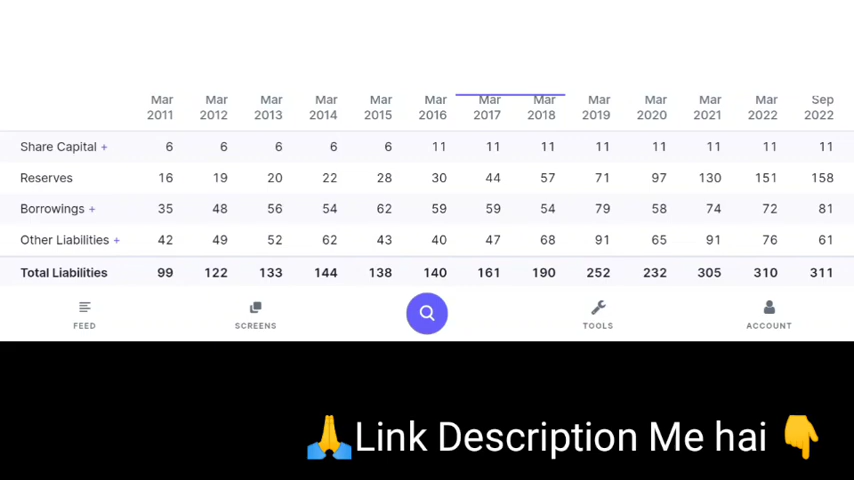 Mar Mar Mar Mar Mar Mar Mar Mar Mar Mar Mar Mar Sep
2011 2012 2013 2014 2015 2016 2017 2018 2019 2020 2021 2022 2022
Share Capital + 6 6 6 6 6 11 11 11 11 11 11 11 11
Reserves 16 19 20 22 28 30 44 57 71 97 130 151 158
Borrowings + 35 48 56 54 62 59 59 54 79 58 74 72 81
Other Liabilities + 42 49 52 62 43 40 47 68 91 65 91 76 61
Total Liabilities 99 122 133 144 138 140 161 190 252 232 305 310 311
FEED SCREENS TOOLS ACCOUNT
🙏Link Description Me hai 👇